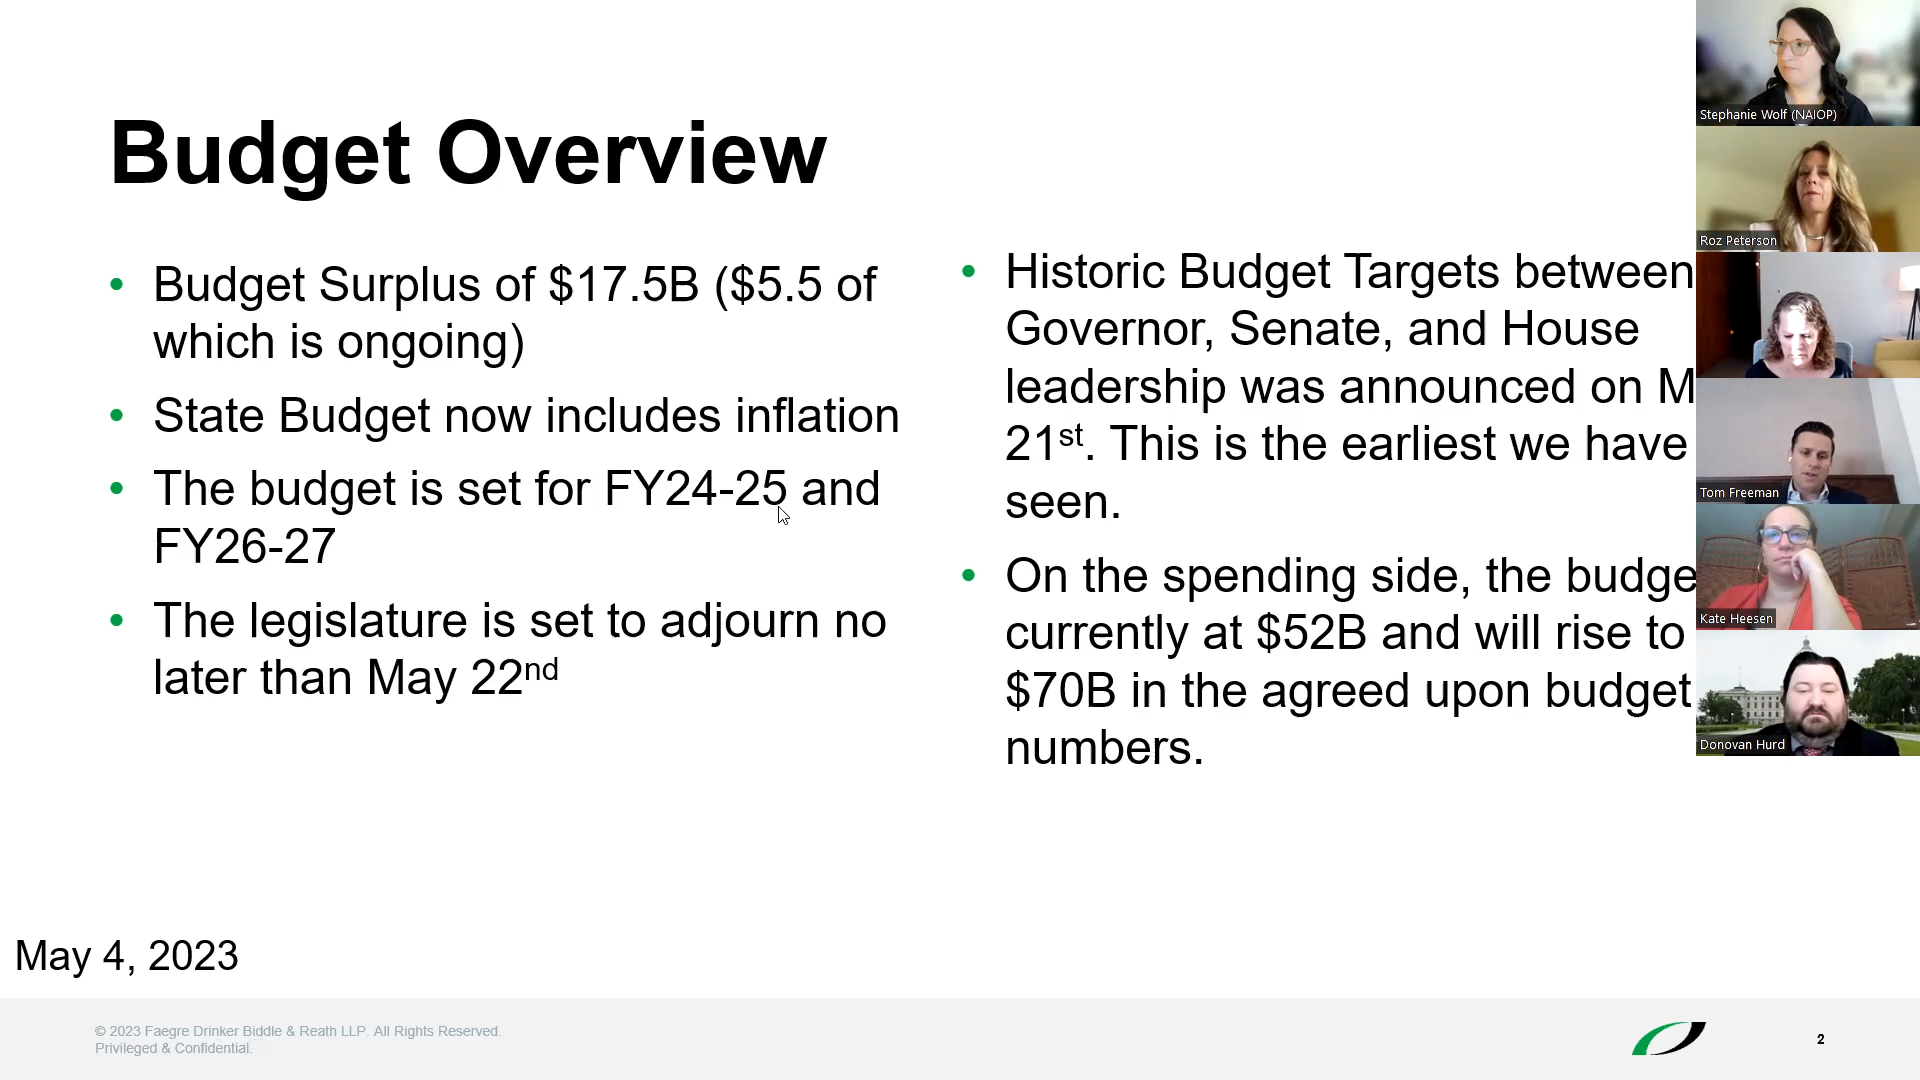 Budget Overview
• Budget Surplus of $17.5B ($5.5 of
which is ongoing)
• State Budget now includes inflation
• The budget is set for FY24-25 and
FY26-27
• The legislature is set to adjourn no
later than May 22nd
• Historic Budget Targets between
Governor, Senate, and House
leadership was announced on M
21st. This is the earliest we have
seen.
• On the spending side, the budge
currently at $52B and will rise to
$70B in the agreed upon budget
numbers.
May 4, 2023
© 2023 Faegre Drinker Biddle & Reath LLP. All Rights Reserved.
Privileged & Confidential.
2
Stephanie Wolf (NAIOP)
Roz Peterson
Tom Freeman
Kate Heesen
Donovan Hurd